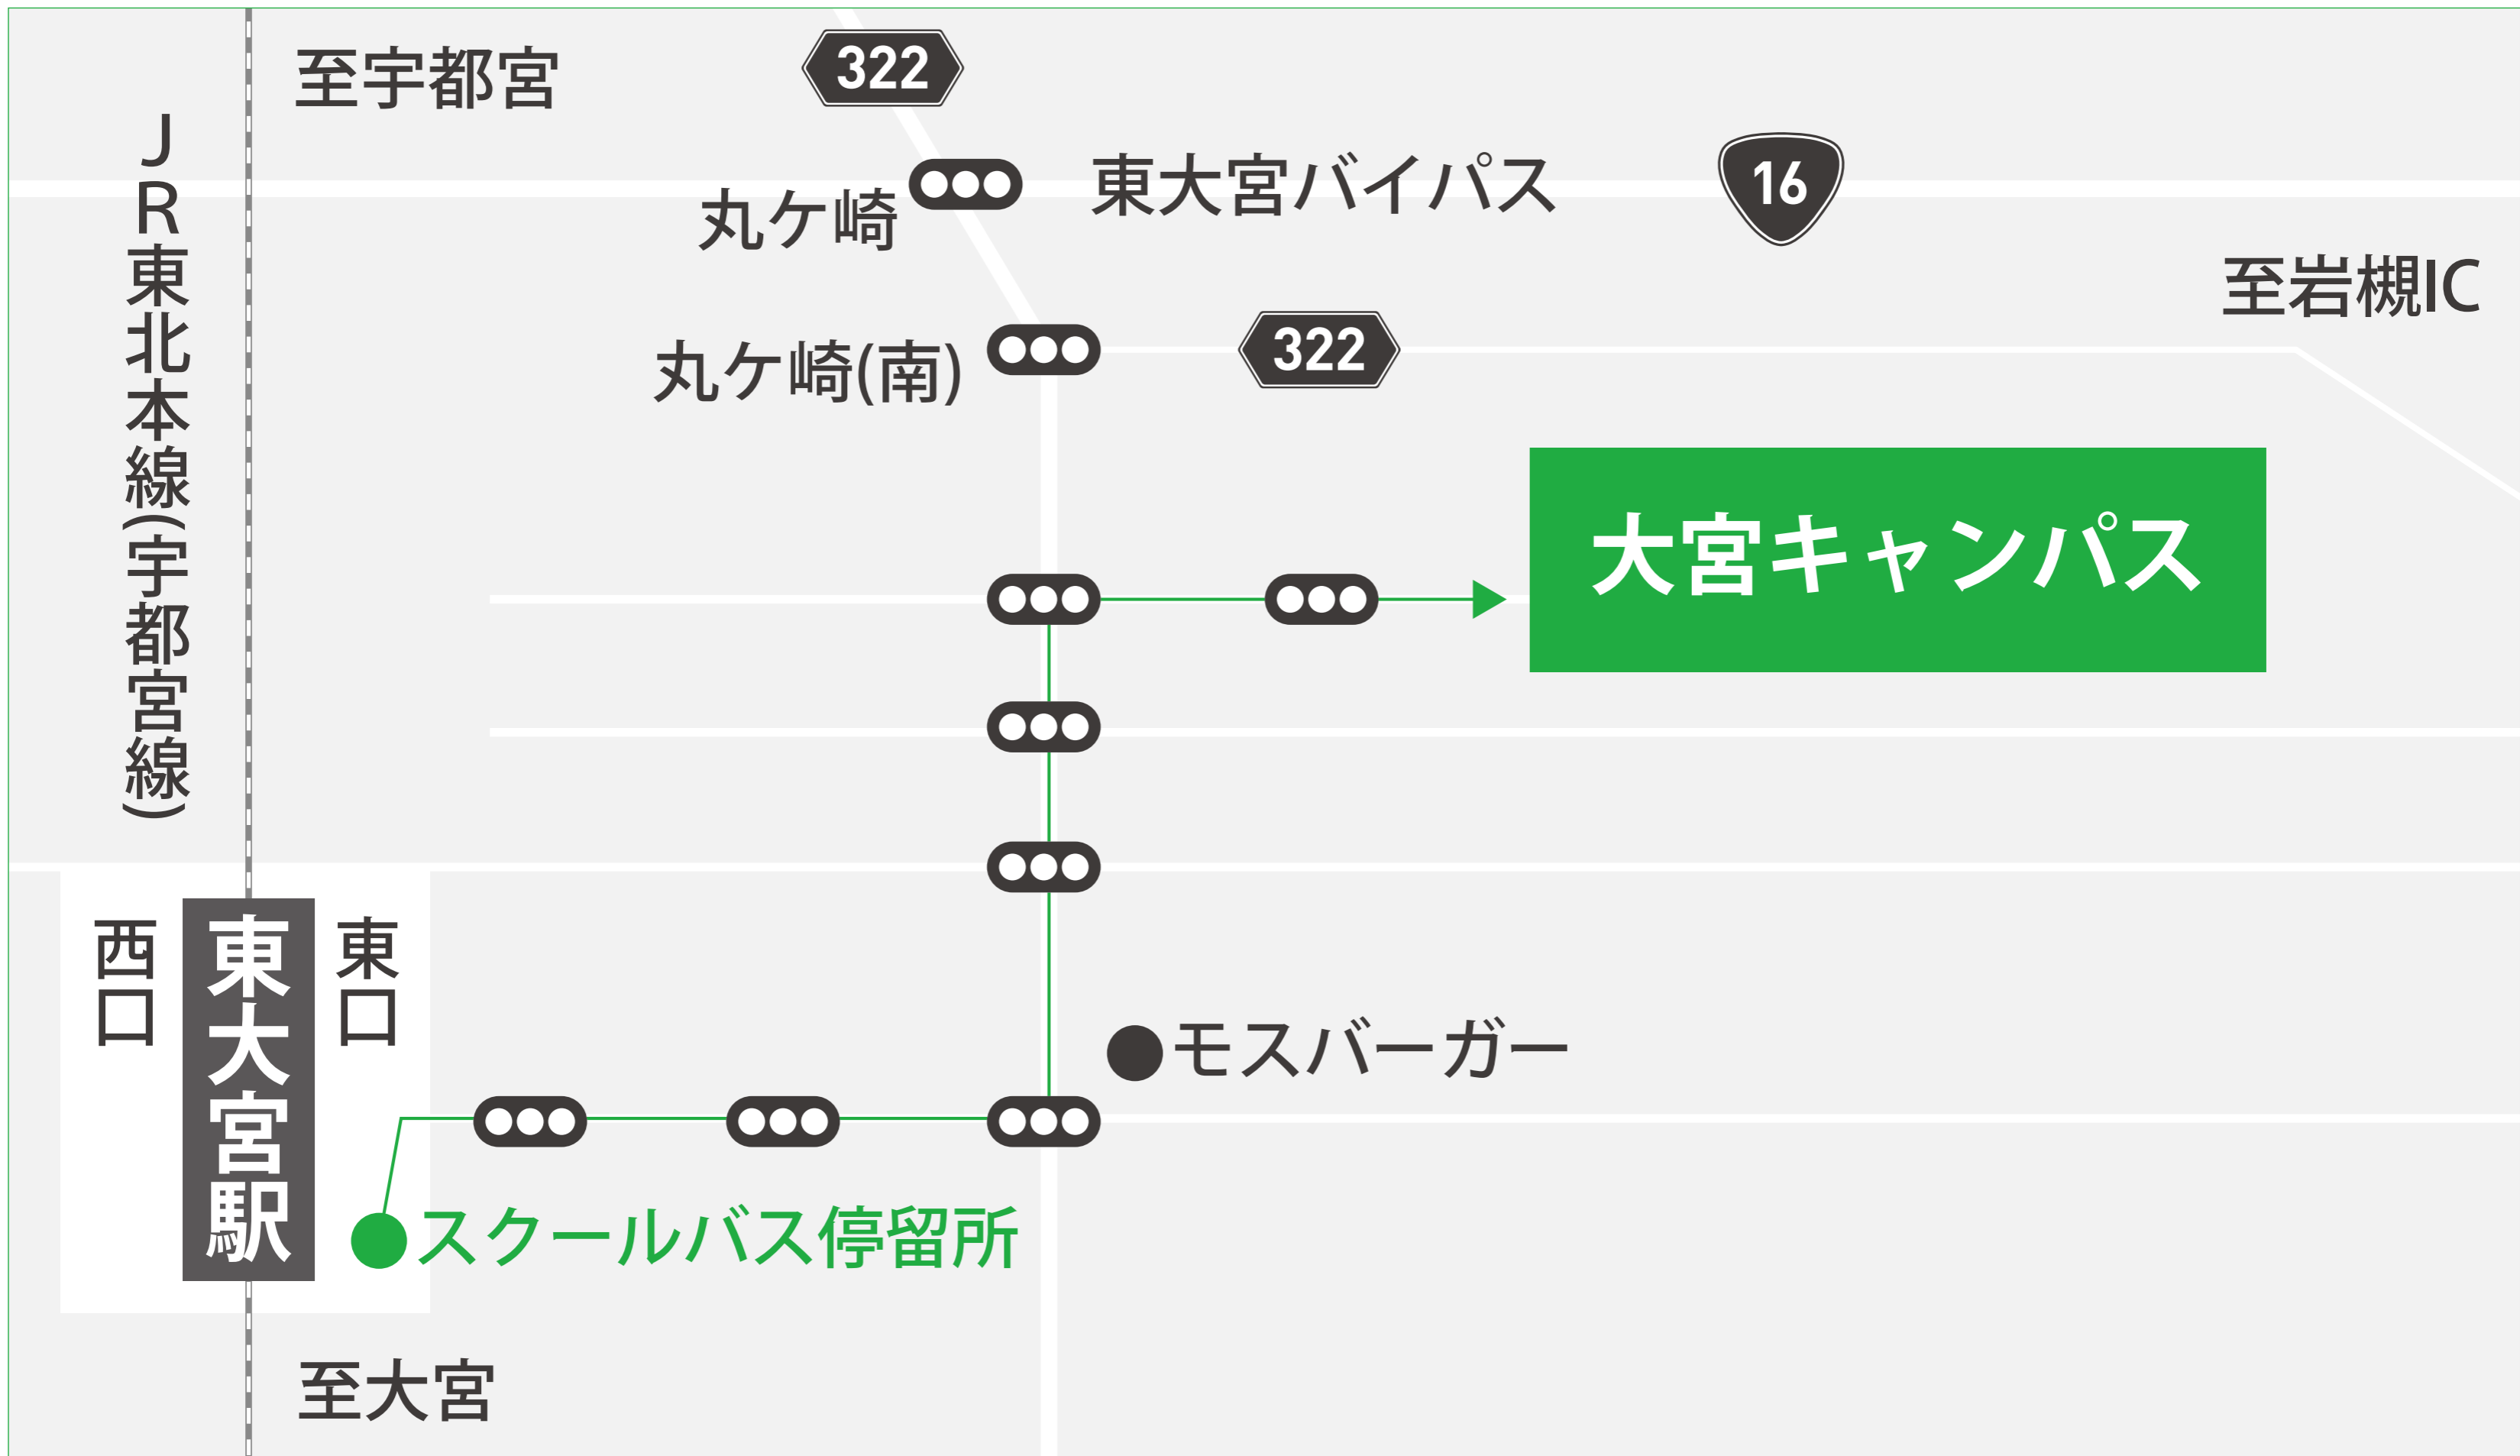 至宇都宮
322
JR東北本線(宇都宮線)
丸ケ崎
東大宮バイパス
16
至岩槻IC
丸ケ崎(南)
322
大宮キャンパス
西口
東大宮駅
東口
モスバーガー
スクールバス停留所
至大宮